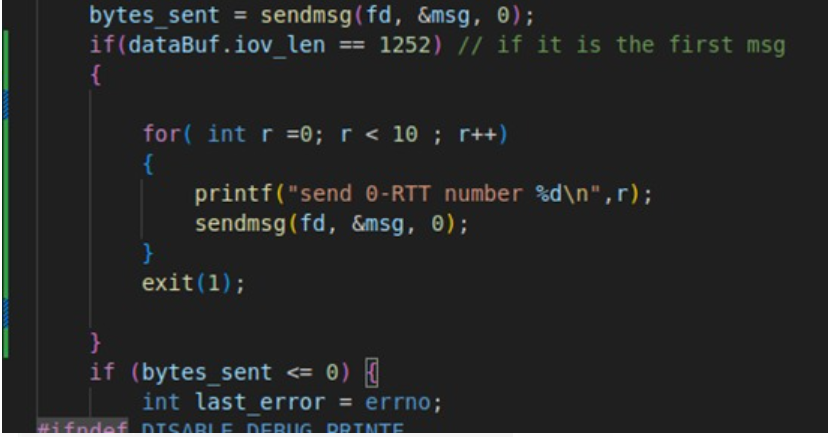 bytes_sent = sendmsg(fd, &msg, 0);
if(dataBuf.iov_len == 1252) // if it is the first msg
{
for( int r =0; r < 10 ; r++)
{
printf("send 0-RTT number %d\n",r);
sendmsg(fd, &msg, 0);
}
exit(1);
}
if (bytes_sent <= 0) {
int last_error = errno;
#ifndef DISABLE_DEBUG_PRINTF